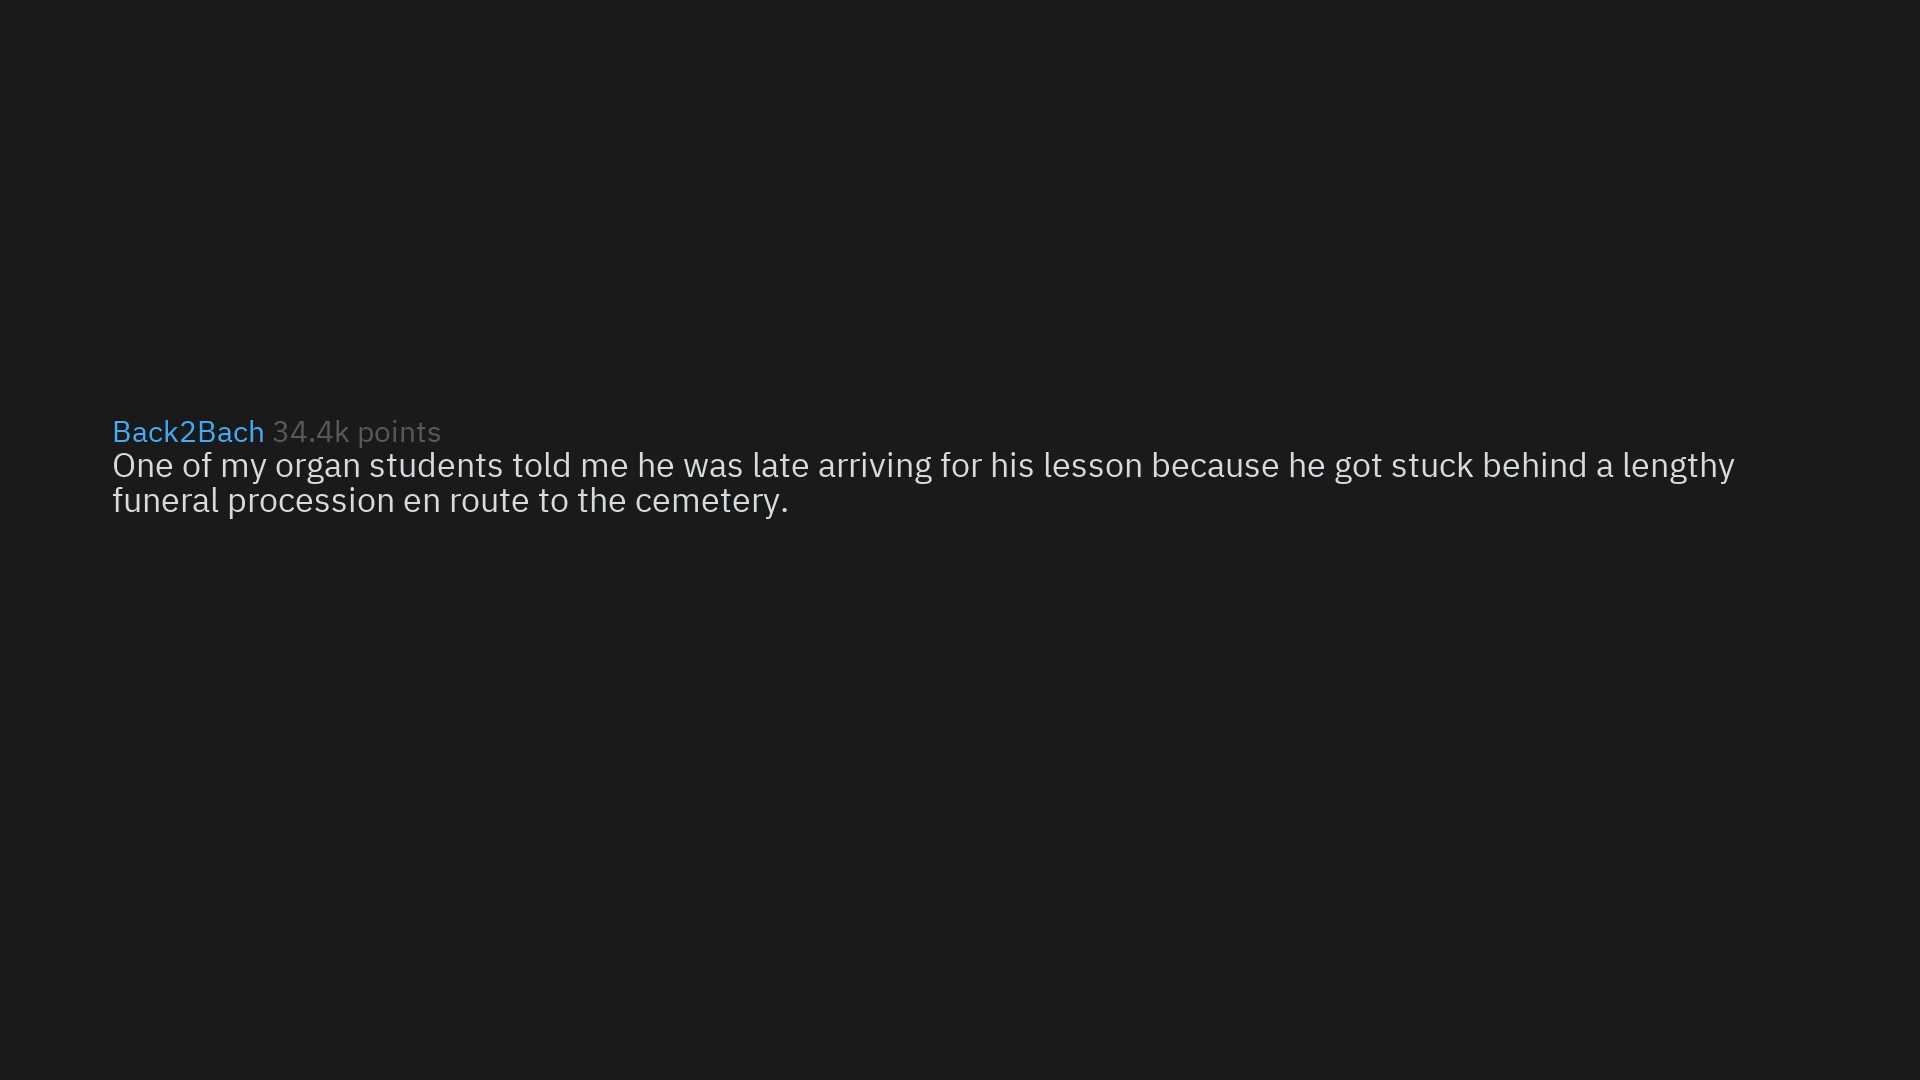 Back2Bach 34.4k points
One of my organ students told me he was late arriving for his lesson because he got stuck behind a lengthy
funeral procession en route to the cemetery.